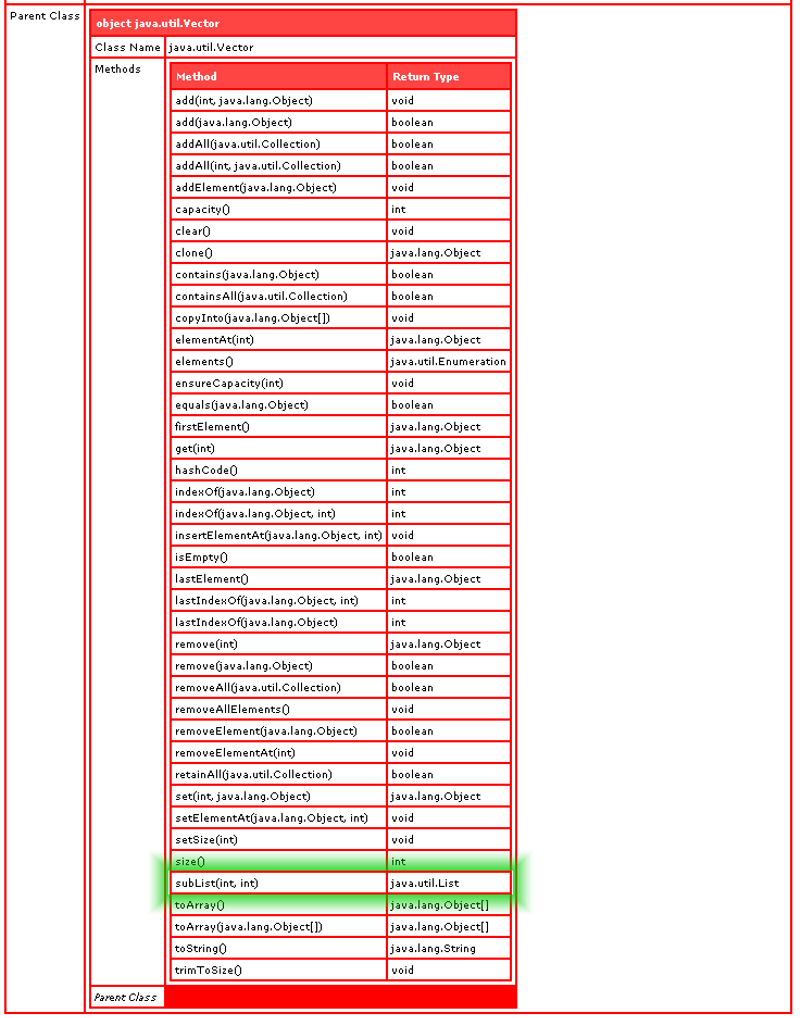 Parent Class
object java.util.Vector
Class Name java.util.Vector
Methods
Method Return Type
add(int, java.lang.Object) void
add(java.lang.Object) boolean
addAll(java.util.Collection) boolean
addAll(int, java.util.Collection) boolean
addElement(java.lang.Object) void
capacity() int
clear() void
clone() java.lang.Object
contains(java.lang.Object) boolean
containsAll(java.util.Collection) boolean
copyInto(java.lang.Object[]) void
elementAt(int) java.lang.Object
elements() java.util.Enumeration
ensureCapacity(int) void
equals(java.lang.Object) boolean
firstElement() java.lang.Object
get(int) java.lang.Object
hashCode() int
indexOf(java.lang.Object) int
indexOf(java.lang.Object, int) int
insertElementAt(java.lang.Object, int) void
isEmpty() boolean
lastElement() java.lang.Object
lastIndexOf(java.lang.Object, int) int
lastIndexOf(java.lang.Object) int
remove(int) java.lang.Object
remove(java.lang.Object) boolean
removeAll(java.util.Collection) boolean
removeAllElements() void
removeElement(java.lang.Object) boolean
removeElementAt(int) void
retainAll(java.util.Collection) boolean
set(int, java.lang.Object) java.lang.Object
setElementAt(java.lang.Object, int) void
setSize(int) void
size() int
subList(int, int) java.util.List
toArray() java.lang.Object[]
toArray(java.lang.Object[]) java.lang.Object[]
toString() java.lang.String
trimToSize() void
Parent Class